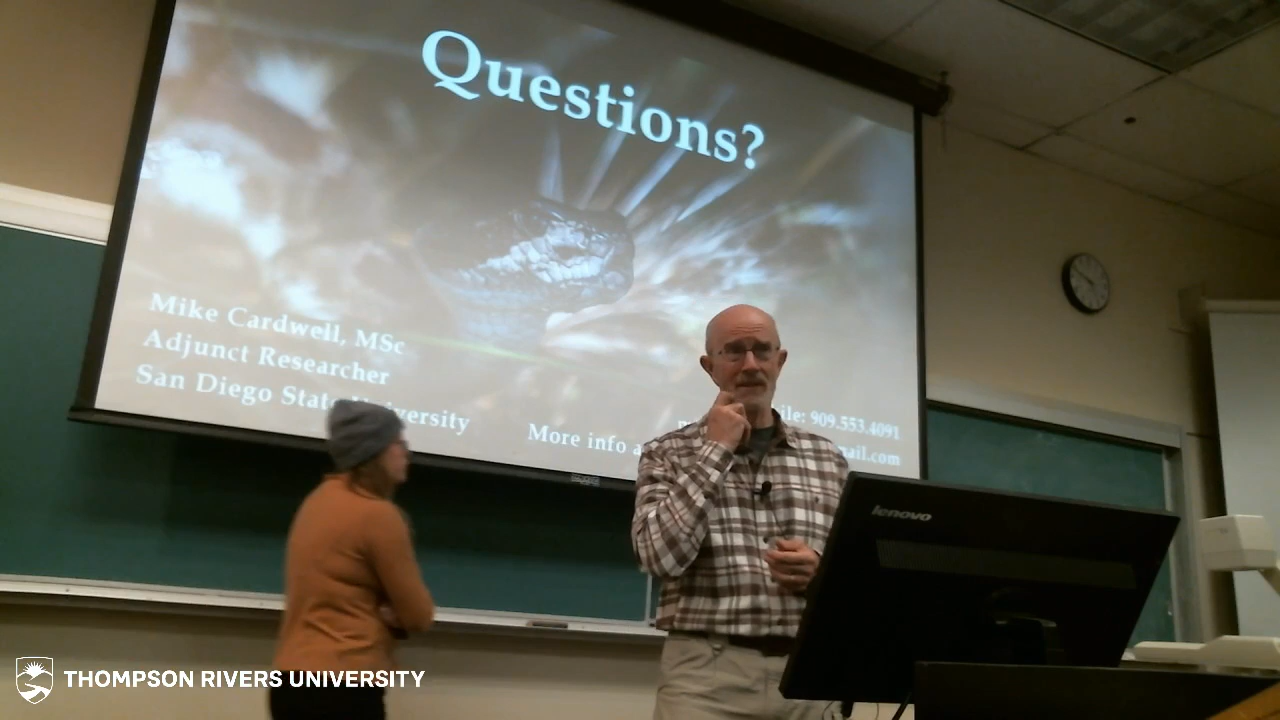 Questions?
Mike Cardwell, MSc
Adjunct Researcher
San Diego State University
More info a
ile: 909.553.4091
ail.com
lenovo
THOMPSON RIVERS UNIVERSITY